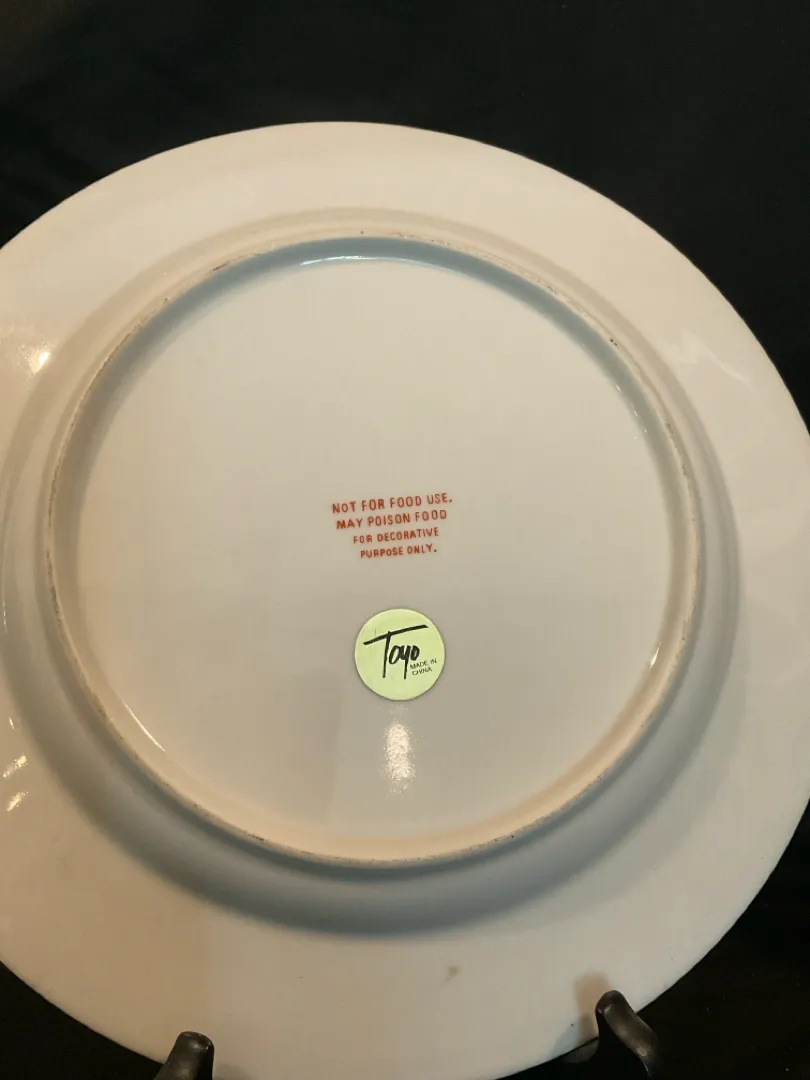 NOT FOR FOOD USE.
MAY POISON FOOD
FOR DECORATIVE
PURPOSE ONLY.
Toyo
MADE IN
CHINA